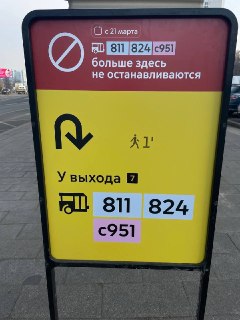 с 21 марта
811 824 с951
больше здесь
не останавливаются
1'
У выхода 7
811 824
с951